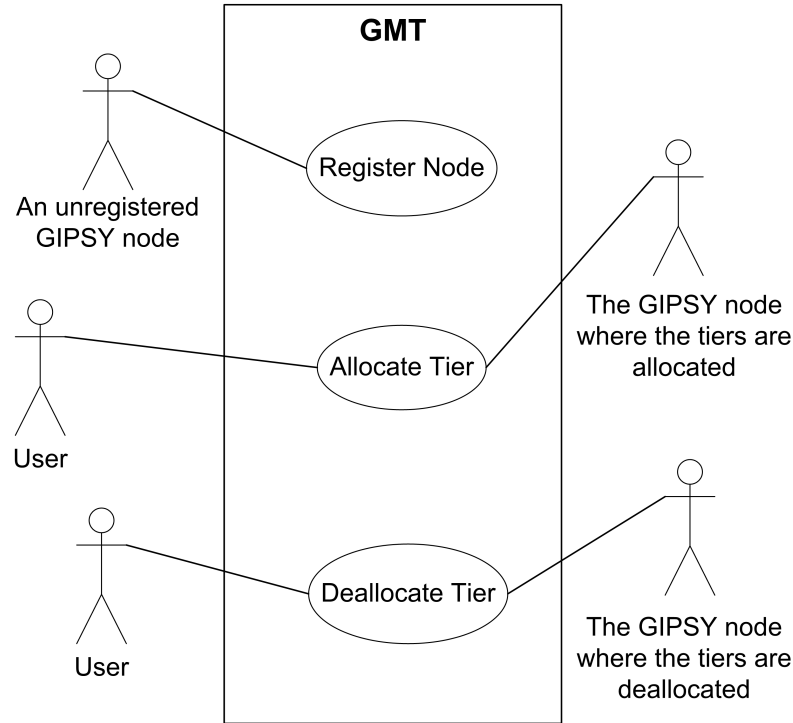 GMT
Register Node
An unregistered
GIPSY node
The GIPSY node
where the tiers are
allocated
Allocate Tier
User
Deallocate Tier
The GIPSY node
where the tiers are
deallocated
User